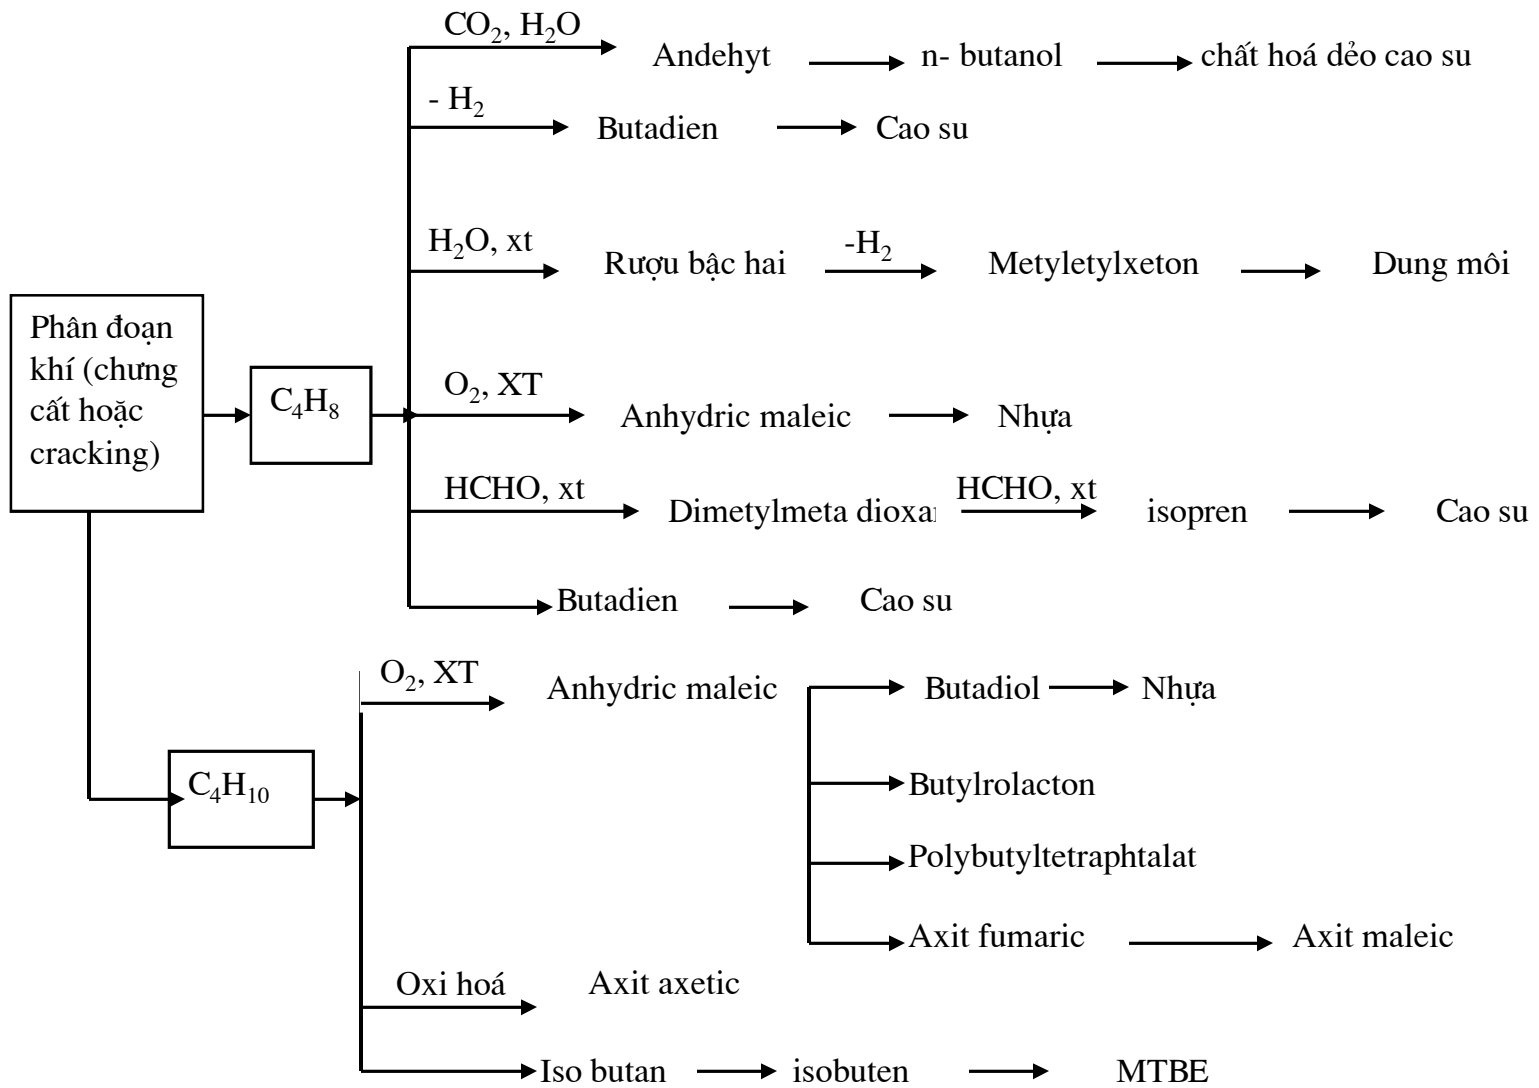 CO₂, H₂O
Andehyt n- butanol chất hoá dẻo cao su
- H₂
Butadien Cao su
H₂O, xt -H₂
Rượu bậc hai Metyletylxeton Dung môi
Phân đoạn
khí (chưng
cất hoặc
cracking)
C₄H₈
O₂, XT
Anhydric maleic Nhựa
HCHO, xt HCHO, xt
Dimetylmeta isopren Cao su
Butadien Cao su
O₂, XT
Anhydric maleic Butadiol Nhựa
C₄H₁₀
Butylrolacton
Polybutyltetraphtalat
Axit fumaric Axit maleic
Oxi hoá Axit axetic
Iso butan isobuten MTBE